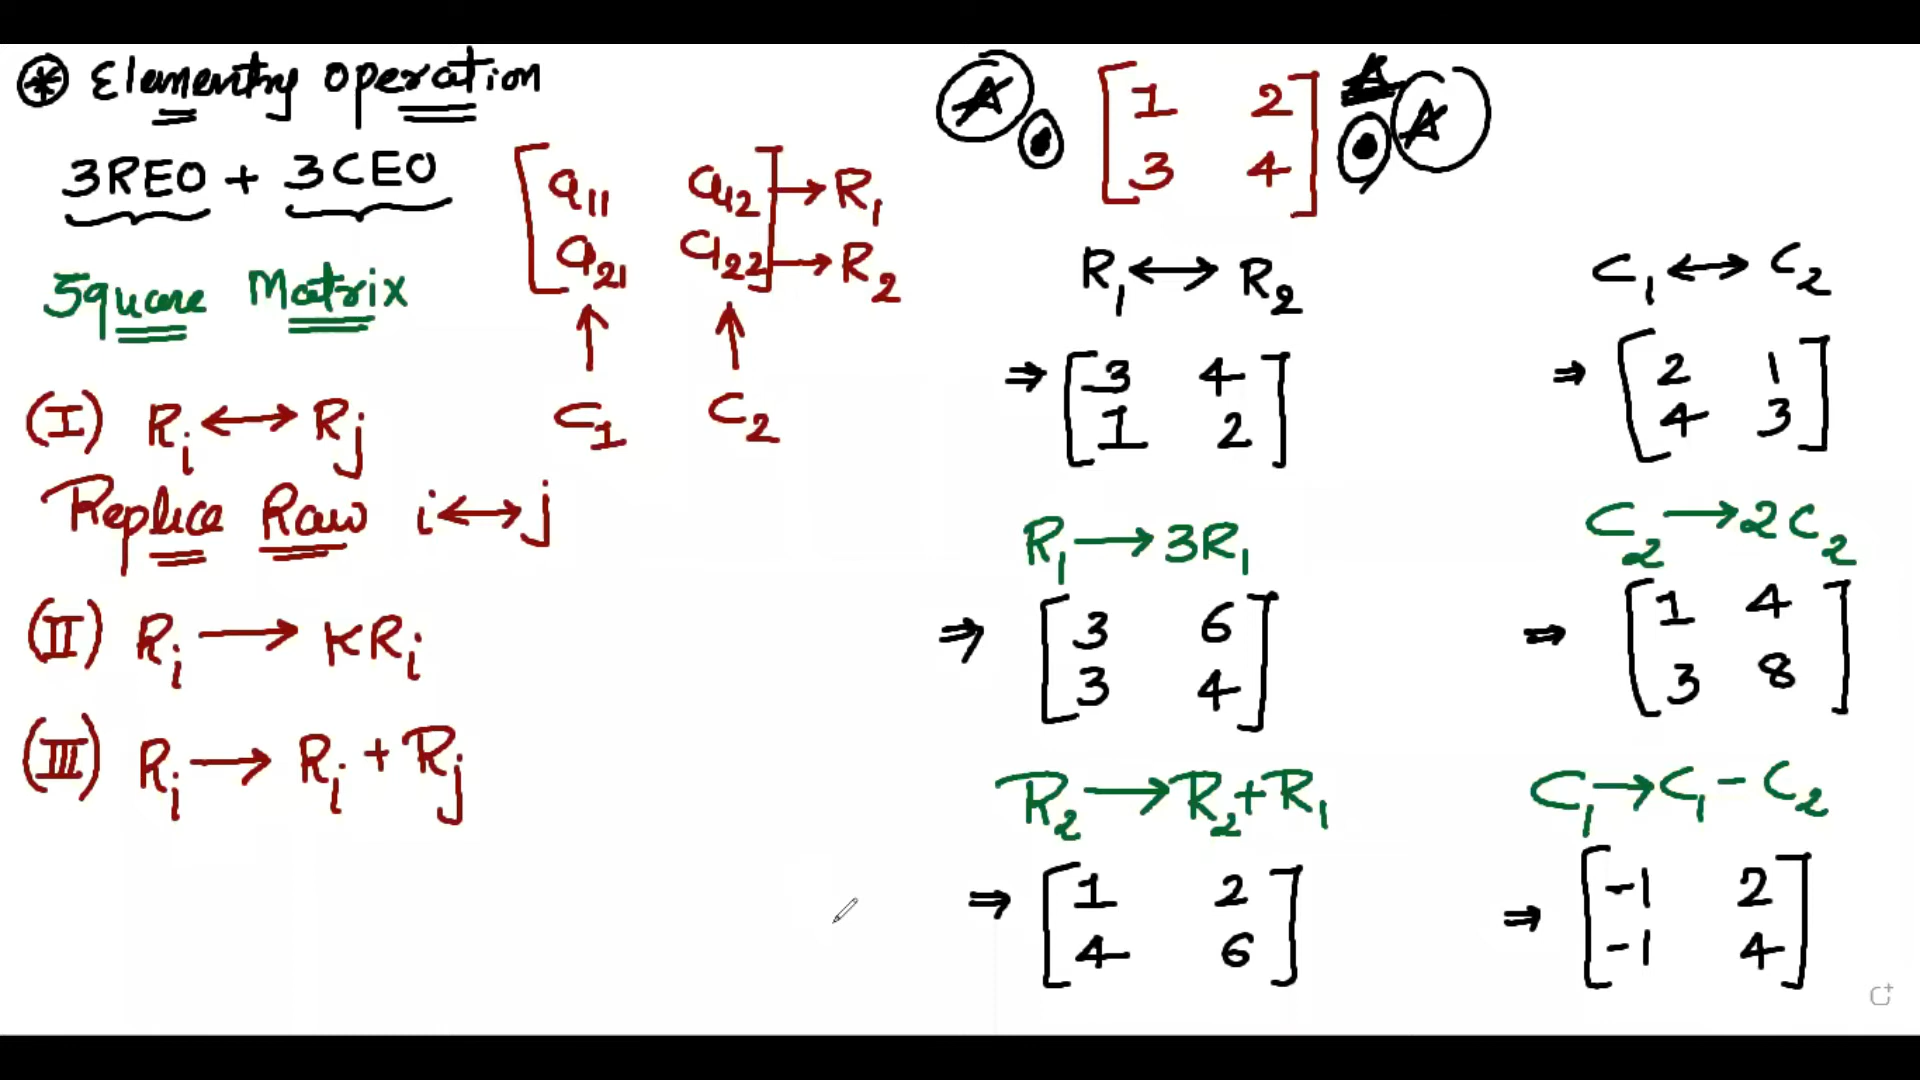 * Elementry operation
3REO + 3CEO
Square Matrix
[ a11 a12 ] → R1
[ a21 a22 ] → R2
↑ ↑
C1 C2
(I) Ri ↔ Rj
Replice Raw i ↔ j
(II) Ri → KRi
(III) Ri → Ri + Rj
A • [ 1 2 ] A • A
[ 3 4 ]
R1 ↔ R2
⇒ [ 3 4 ]
[ 1 2 ]
R1 → 3R1
⇒ [ 3 6 ]
[ 3 4 ]
R2 → R2 + R1
⇒ [ 1 2 ]
[ 4 6 ]
C1 ↔ C2
⇒ [ 2 1 ]
[ 4 3 ]
C2 → 2C2
⇒ [ 1 4 ]
[ 3 8 ]
C1 → C1 - C2
⇒ [ -1 2 ]
[ -1 4 ]